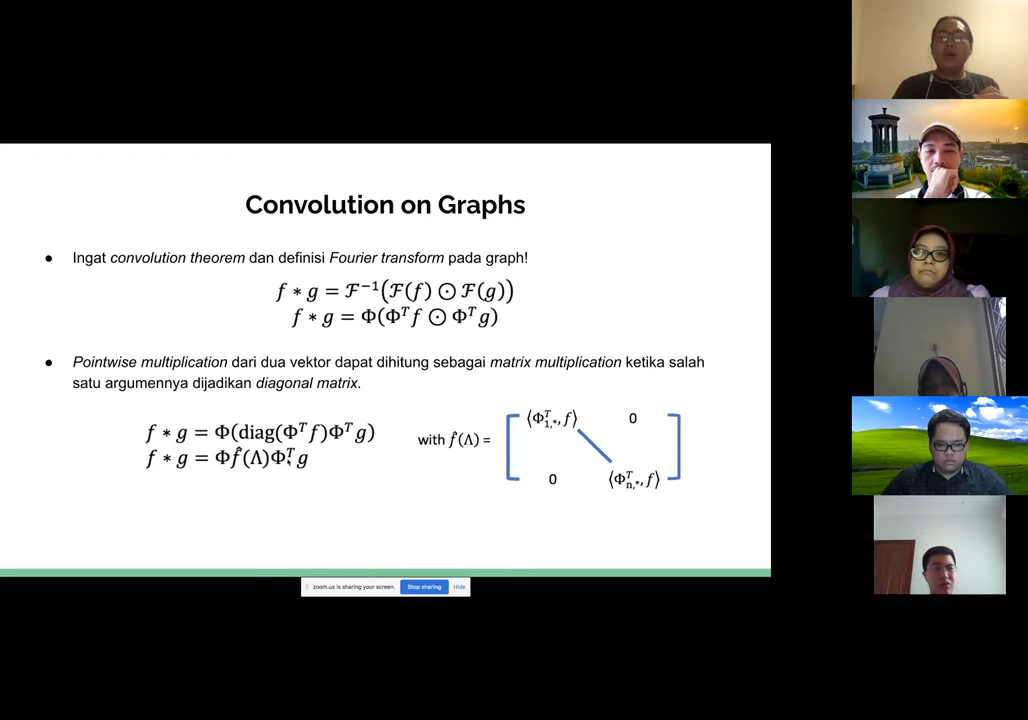 Convolution on Graphs
● Ingat convolution theorem dan definisi Fourier transform pada graph!
f ∗ g = ℱ⁻¹(ℱ(f) ⊙ ℱ(g))
f ∗ g = Φ(Φᵀf ⊙ Φᵀg)
● Pointwise multiplication dari dua vektor dapat dihitung sebagai matrix multiplication ketika salah
satu argumennya dijadikan diagonal matrix.
f ∗ g = Φ(diag(Φᵀf)Φᵀg)
f ∗ g = Φf̂(Λ)Φᵀg
with f̂(Λ) =
⟨Φᵀ₁,∗, f⟩ 0
0 ⟨Φᵀₙ,∗, f⟩
zoom.us is sharing your screen. Stop sharing Hide